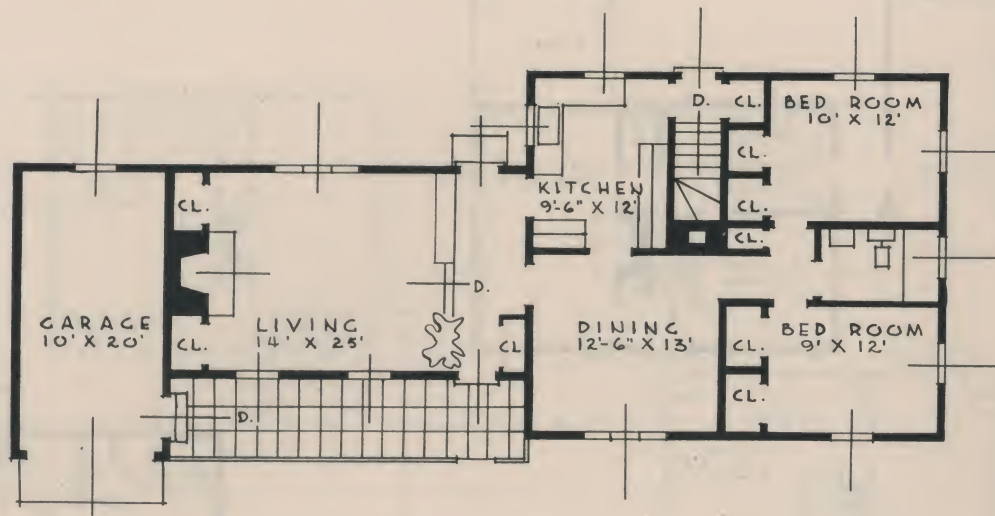 D.
CL.
BED ROOM
10' X 12'
CL.
KITCHEN
9'-6" X 12'
CL.
CL.
CL.
D.
GARAGE
10' X 20'
LIVING
14' X 25'
CL.
CL
DINING
12'-6" X 13'
CL.
BED ROOM
9' X 12'
CL.
D.